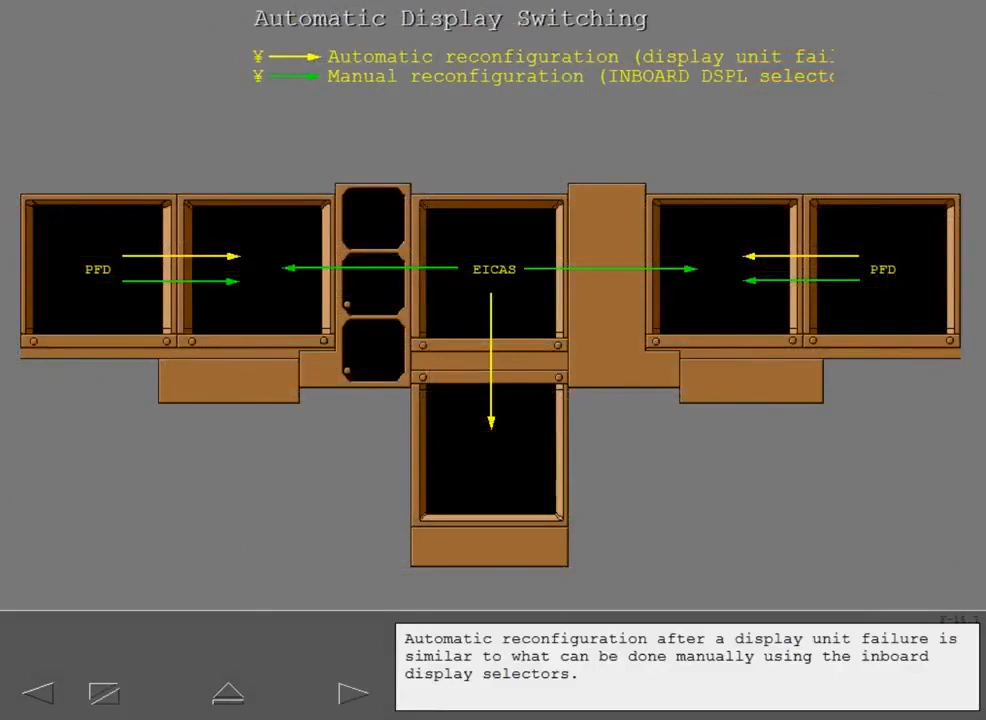 Automatic Display Switching
¥ Automatic reconfiguration (display unit fail
¥ Manual reconfiguration (INBOARD DSPL selecto
PFD
EICAS
PFD
Automatic reconfiguration after a display unit failure is
similar to what can be done manually using the inboard
display selectors.